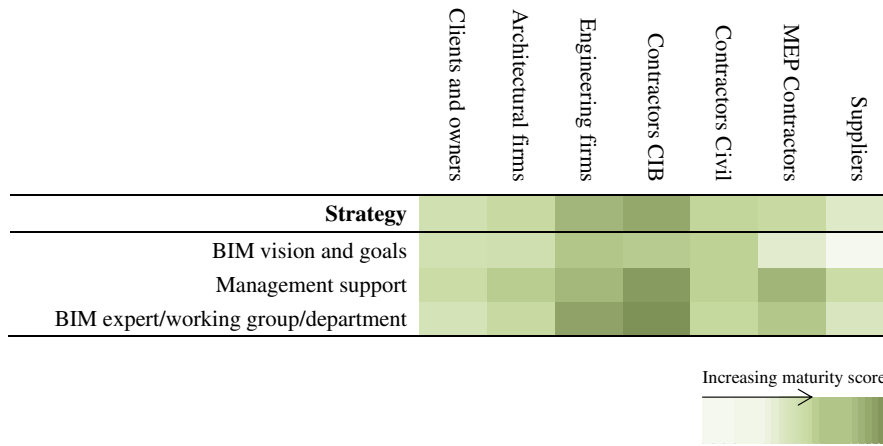 Clients and owners
Architectural firms
Engineering firms
Contractors CIB
Contractors Civil
MEP Contractors
Suppliers
Strategy
BIM vision and goals
Management support
BIM expert/working group/department
Increasing maturity score